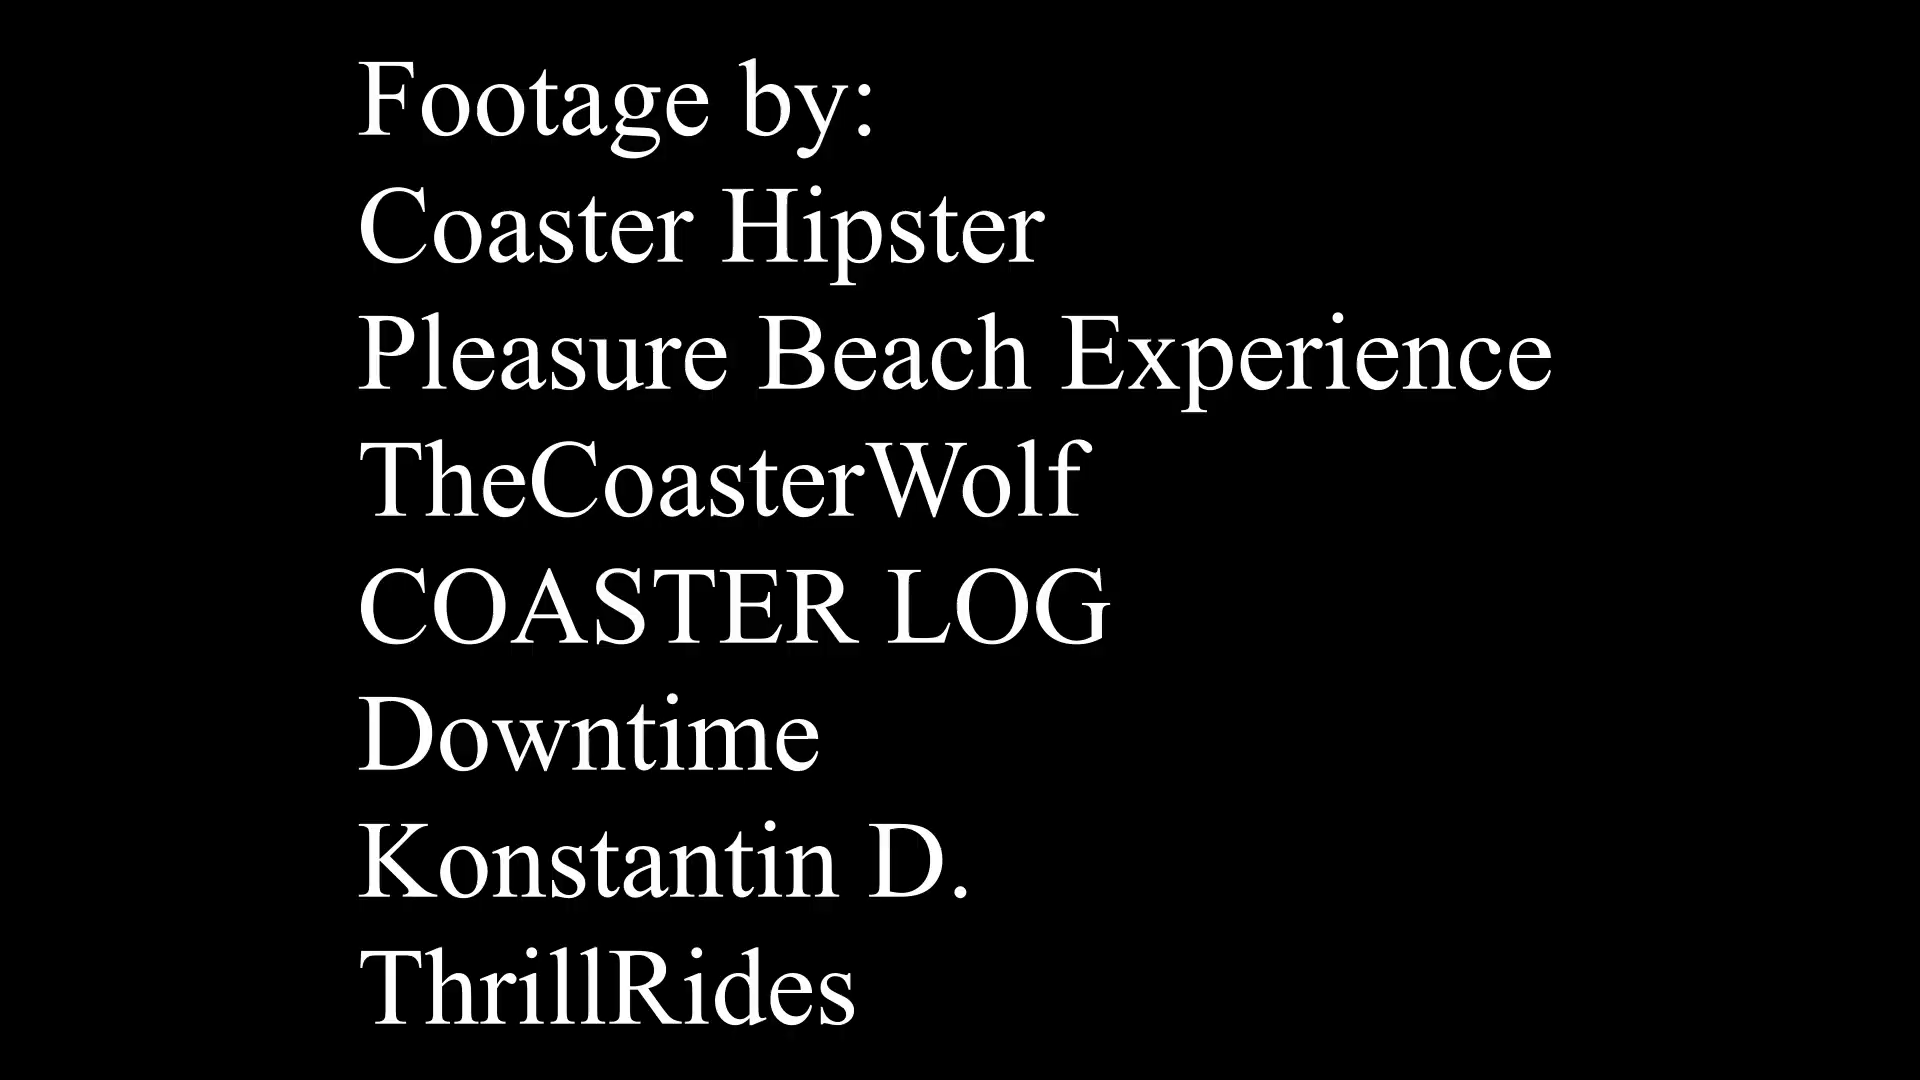 Footage by:
Coaster Hipster
Pleasure Beach Experience
TheCoasterWolf
COASTER LOG
Downtime
Konstantin D.
ThrillRides